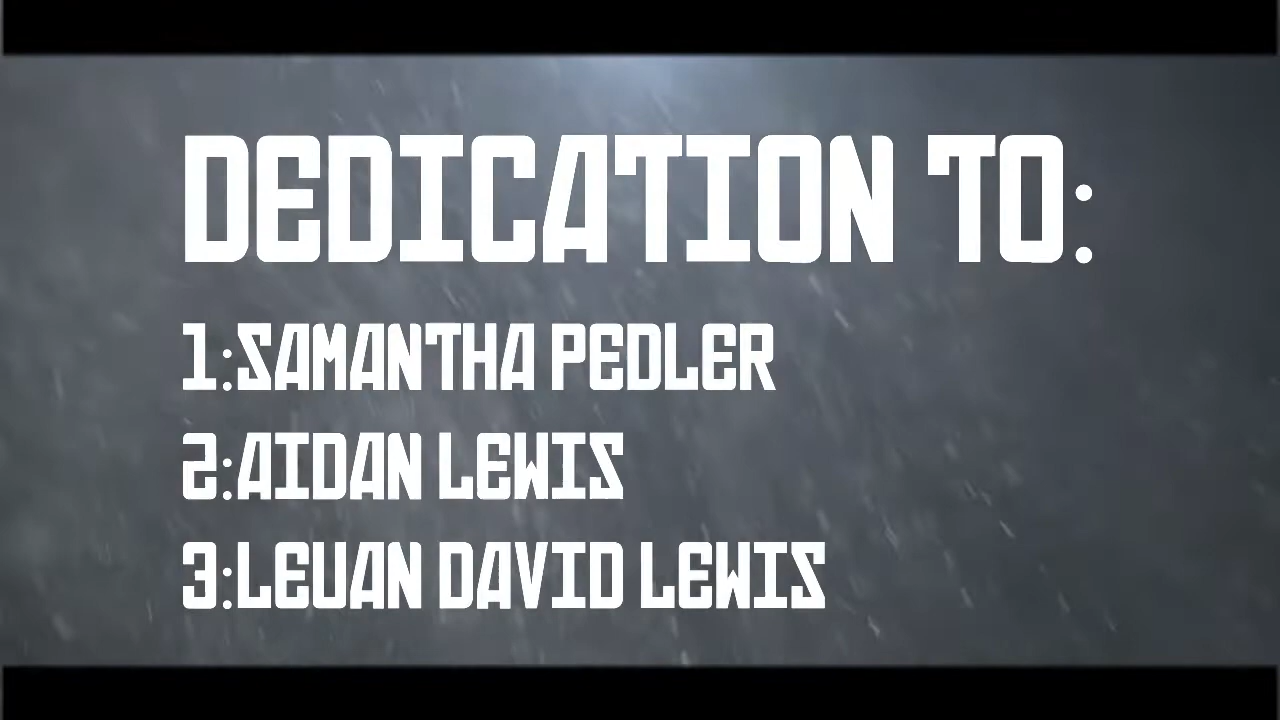 DEDICATION TO:
1:SAMANTHA PEDLER
2:AIDAN LEWIS
3:LEUAN DAVID LEWIS